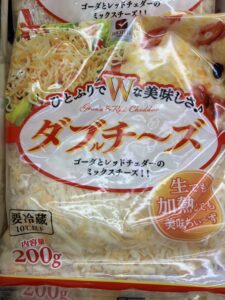 ゴーダとレッドチェダーの
ミックスチーズ!!
ひとふりでWな美味しさ♪
Gouda & Red Cheddar
ダブルチ〜ズ
ゴーダとレッドチェダーの
ミックスチーズ!!
生でも
加熱しても
美味ちぃ〜ず
要冷蔵
10℃以下
内容量
200g